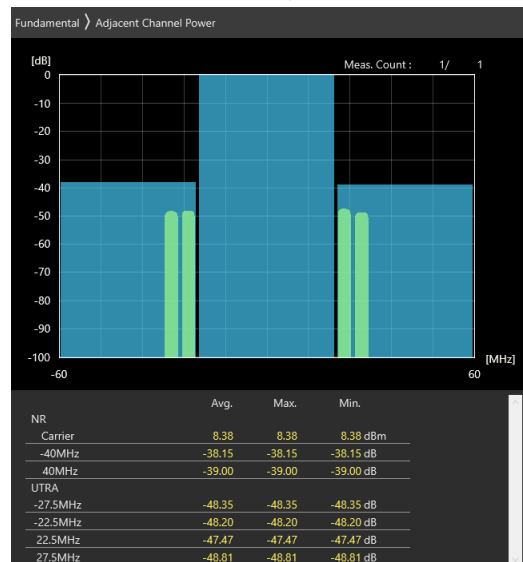 Fundamental 〉 Adjacent Channel Power
[dB]
Meas. Count : 1/ 1
0
-10
-20
-30
-40
-50
-60
-70
-80
-90
-100
[MHz]
-60 60
Avg. Max. Min.
NR
Carrier 8.38 8.38 8.38 dBm
-40MHz -38.15 -38.15 -38.15 dB
40MHz -39.00 -39.00 -39.00 dB
UTRA
-27.5MHz -48.35 -48.35 -48.35 dB
-22.5MHz -48.20 -48.20 -48.20 dB
22.5MHz -47.47 -47.47 -47.47 dB
27.5MHz -48.81 -48.81 -48.81 dB